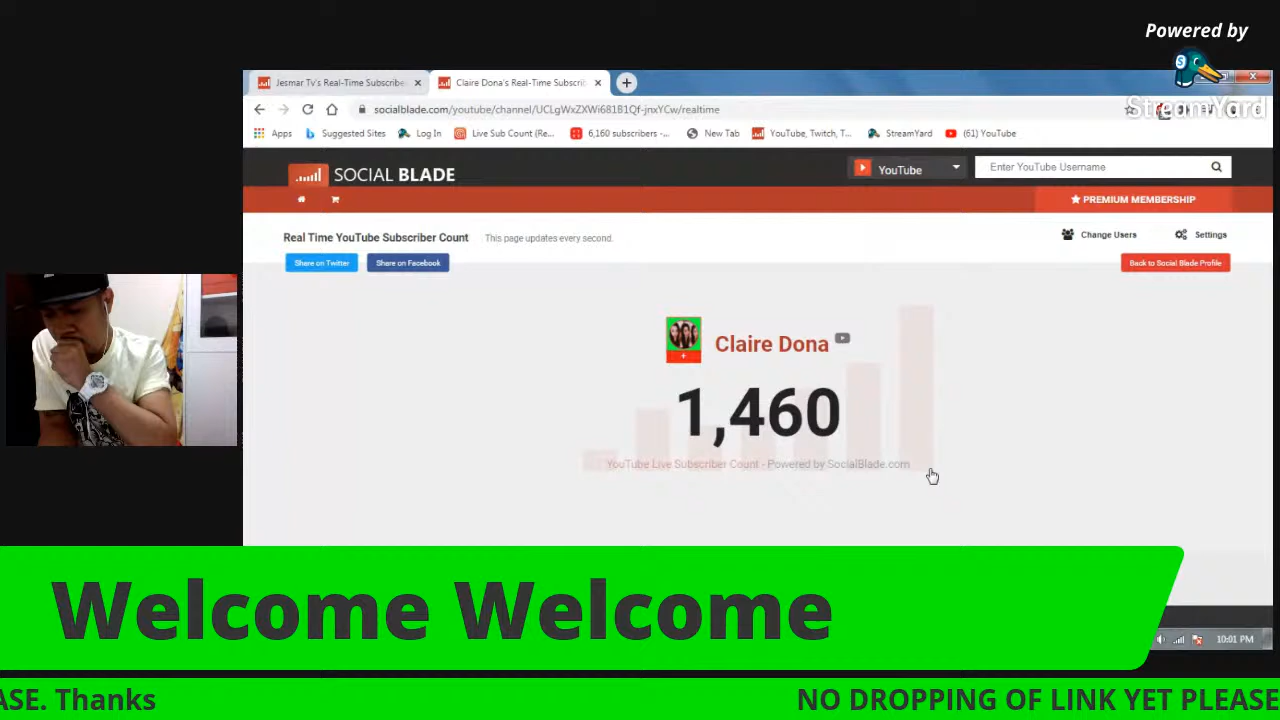 Powered by
StreamYard
Jesmar Tv's Real-Time Subscribe
Claire Dona's Real-Time Subscri
socialblade.com/youtube/channel/UCLgWxZXWi681B1Qf-jnxYCw/realtime
Apps Suggested Sites Log In Live Sub Count (Re... 6,160 subscribers -... New Tab YouTube, Twitch, T... StreamYard (61) YouTube
SOCIAL BLADE
YouTube
Enter YouTube Username
PREMIUM MEMBERSHIP
Real Time YouTube Subscriber Count This page updates every second.
Change Users Settings
Share on Twitter Share on Facebook
Back to Social Blade Profile
Claire Dona
1,460
YouTube Live Subscriber Count - Powered by SocialBlade.com
Welcome Welcome
10:01 PM
ASE. Thanks NO DROPPING OF LINK YET PLEASE